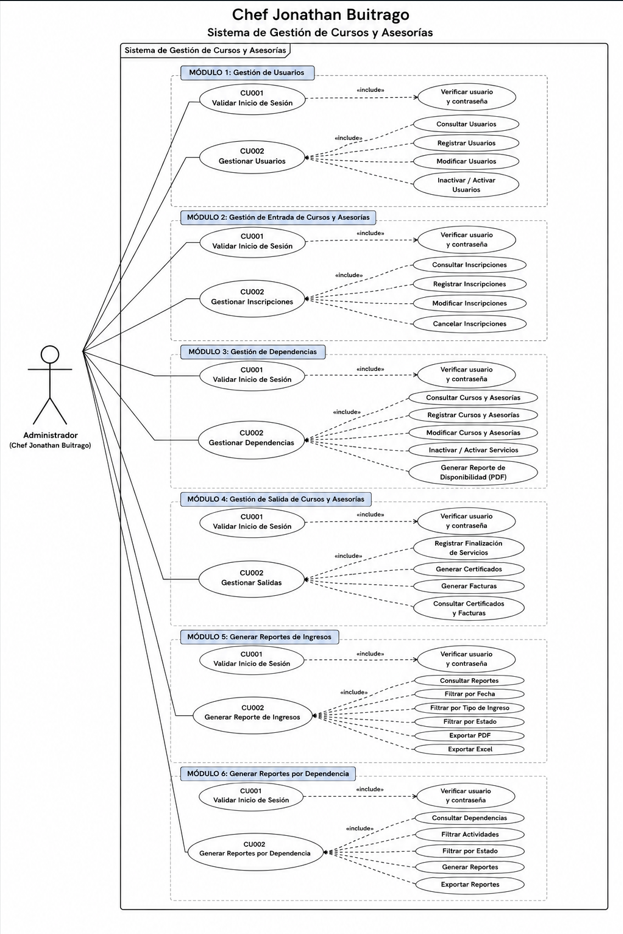 Chef Jonathan Buitrago
Sistema de Gestión de Cursos y Asesorías
Sistema de Gestión de Cursos y Asesorías
MÓDULO 1: Gestión de Usuarios
CU001
Validar Inicio de Sesión
«include»
Verificar usuario
y contraseña
CU002
Gestionar Usuarios
«include»
Consultar Usuarios
Registrar Usuarios
Modificar Usuarios
Inactivar / Activar
Usuarios
MÓDULO 2: Gestión de Entrada de Cursos y Asesorías
CU001
Validar Inicio de Sesión
«include»
Verificar usuario
y contraseña
CU002
Gestionar Inscripciones
«include»
Consultar Inscripciones
Registrar Inscripciones
Modificar Inscripciones
Cancelar Inscripciones
Administrador
(Chef Jonathan Buitrago)
MÓDULO 3: Gestión de Dependencias
CU001
Validar Inicio de Sesión
«include»
Verificar usuario
y contraseña
CU002
Gestionar Dependencias
«include»
Consultar Cursos y Asesorías
Registrar Cursos y Asesorías
Modificar Cursos y Asesorías
Inactivar / Activar Servicios
Generar Reporte de
Disponibilidad (PDF)
MÓDULO 4: Gestión de Salida de Cursos y Asesorías
CU001
Validar Inicio de Sesión
«include»
Verificar usuario
y contraseña
CU002
Gestionar Salidas
«include»
Registrar Finalización
de Servicios
Generar Certificados
Generar Facturas
Consultar Certificados
y Facturas
MÓDULO 5: Generar Reportes de Ingresos
CU001
Validar Inicio de Sesión
«include»
Verificar usuario
y contraseña
CU002
Generar Reporte de Ingresos
«include»
Consultar Reportes
Filtrar por Fecha
Filtrar por Tipo de Ingreso
Filtrar por Estado
Exportar PDF
Exportar Excel
MÓDULO 6: Generar Reportes por Dependencia
CU001
Validar Inicio de Sesión
«include»
Verificar usuario
y contraseña
CU002
Generar Reportes por Dependencia
«include»
Consultar Dependencias
Filtrar Actividades
Filtrar por Estado
Generar Reportes
Exportar Reportes